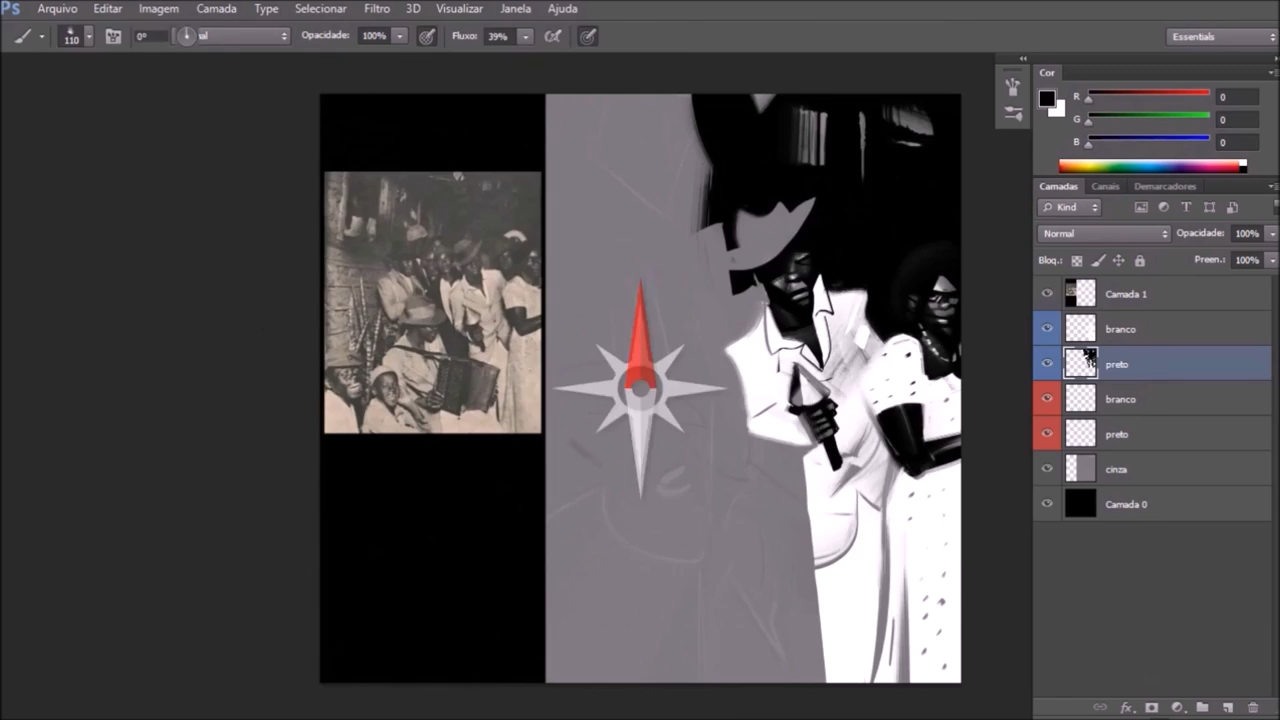 Ps Arquivo Editar Imagem Camada Type Selecionar Filtro 3D Visualizar Janela Ajuda
110 0° Opacidade: 100% Fluxo: 39% Essentials
Cor
R 0
G 0
B 0
Camadas Canais Demarcadores
Kind
Normal Opacidade: 100%
Bloq.: Preen.: 100%
Camada 1
branco
preto
branco
preto
cinza
Camada 0
fx